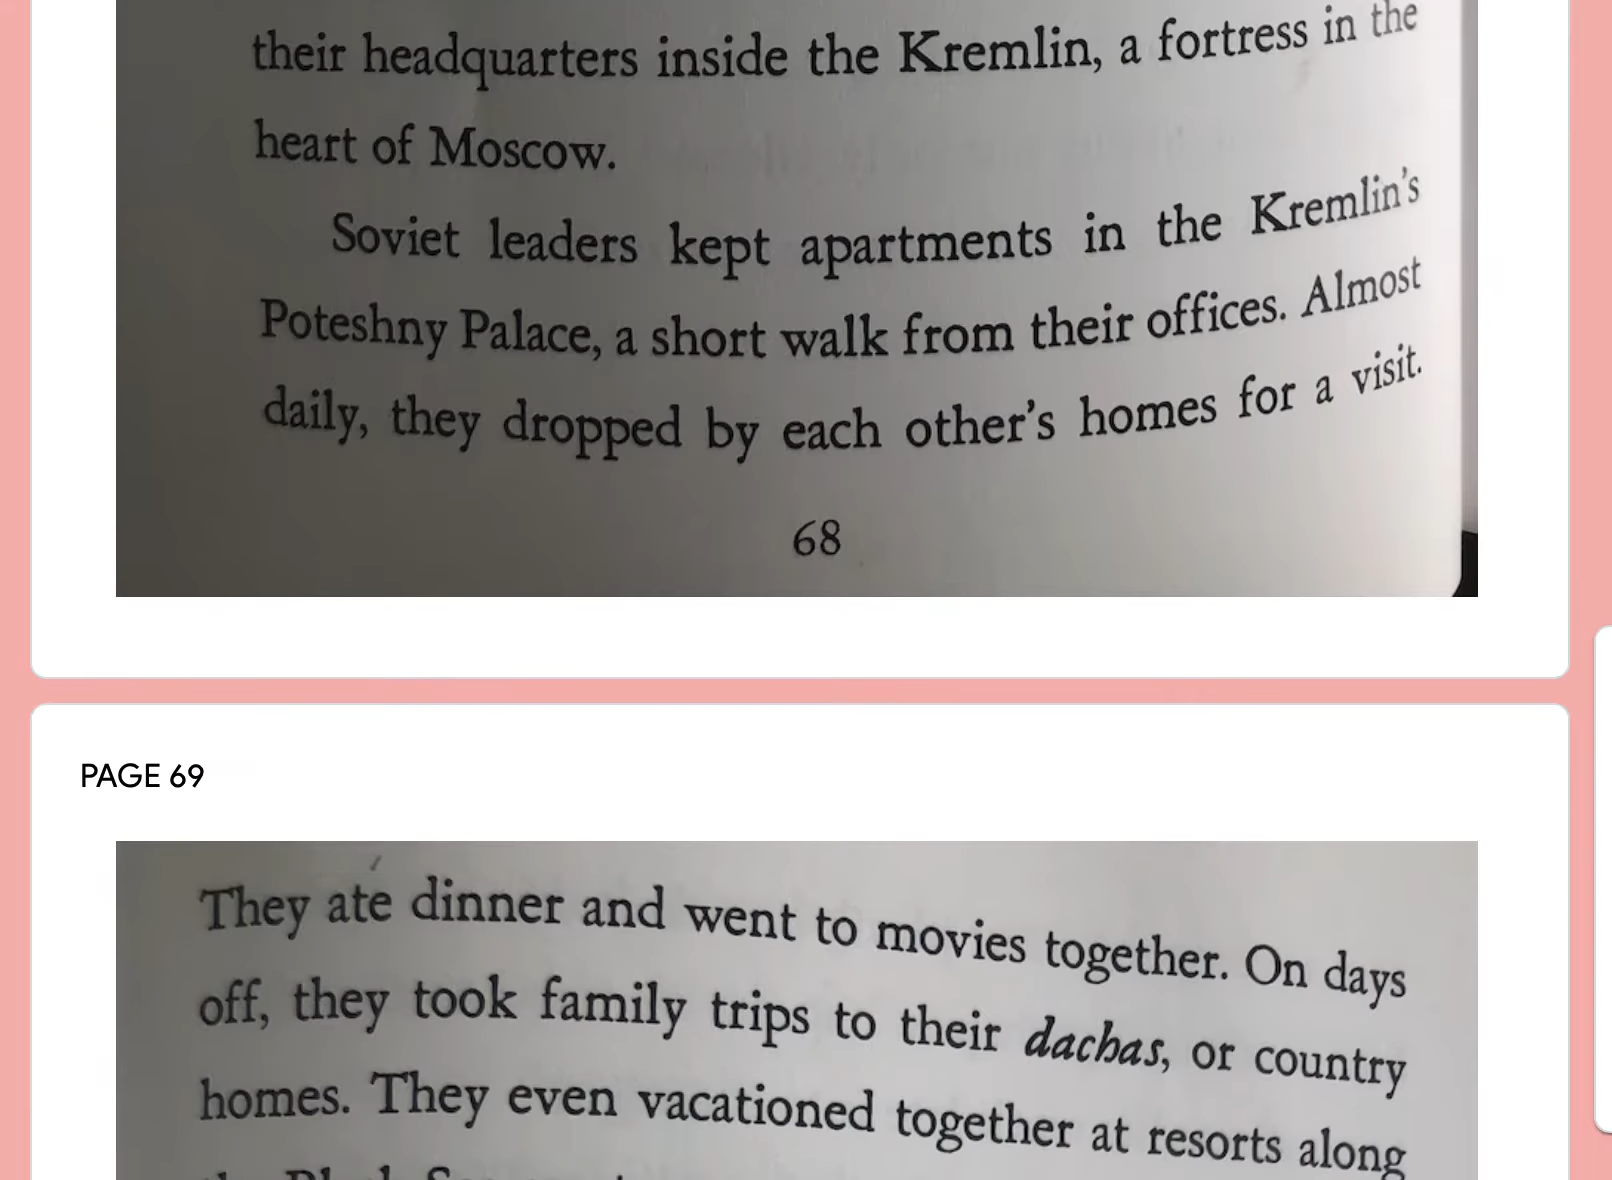 their headquarters inside the Kremlin, a fortress in the
heart of Moscow.
Soviet leaders kept apartments in the Kremlin's
Poteshny Palace, a short walk from their offices. Almost
daily, they dropped by each other's homes for a visit.
68
PAGE 69
They ate dinner and went to movies together. On days
off, they took family trips to their dachas, or country
homes. They even vacationed together at resorts along